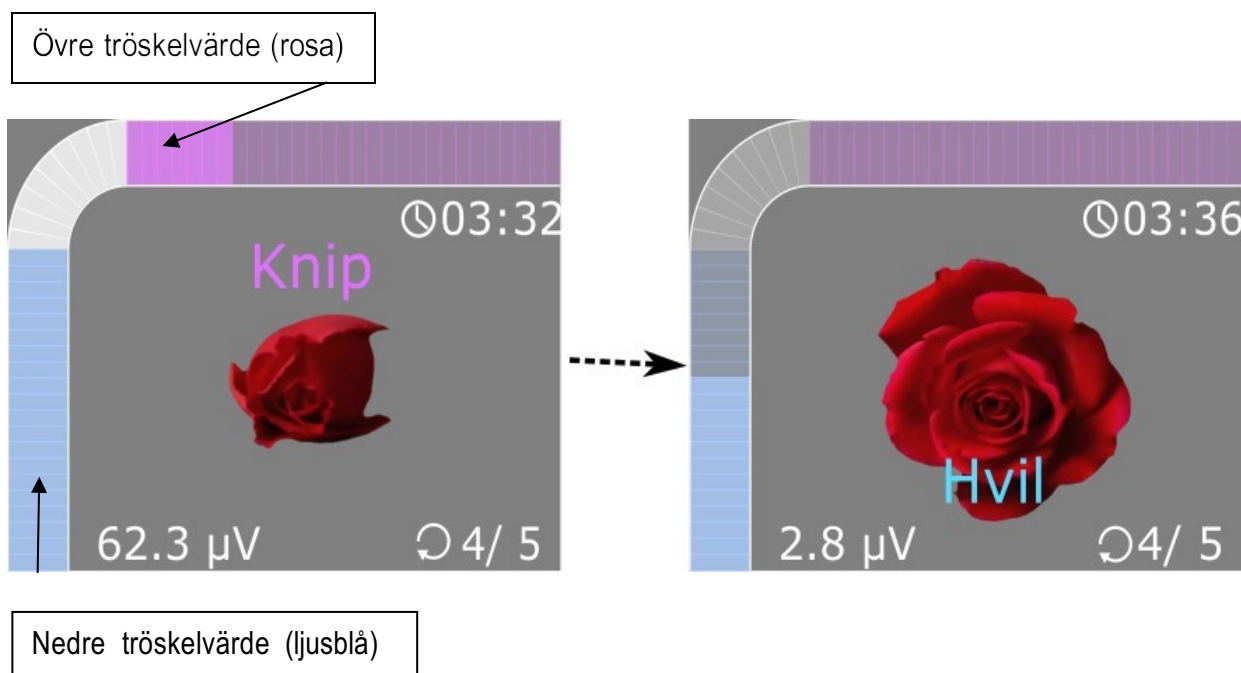 Övre tröskelvärde (rosa)
03:32
Knip
62.3 µV
4/ 5
03:36
Hvil
2.8 µV
4/ 5
Nedre tröskelvärde (ljusblå)